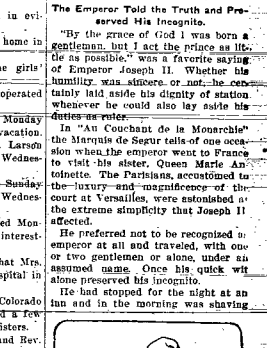 The Emperor Told the Truth and Pre-
served His Incognito.
"By the grace of God I was born a
gentleman, but I act the prince as lit-
tle as possible," was a favorite saying
of Emperor Joseph II. Whether his
humility was sincere or not, he cer-
tainly laid aside his dignity of station
whenever he could also lay aside his
duties as ruler.
In "Au Couchant de la Monarchie"
the Marquis de Segur tells of one occa-
sion when the emperor went to France
to visit his sister, Queen Marie An-
toinette. The Parisians, accustomed to
the luxury and magnificence of the
court at Versailles, were astonished at
the extreme simplicity that Joseph II
affected.
He preferred not to be recognized as
emperor at all and traveled, with one
or two gentlemen or alone, under an
assumed name. Once his quick wit
alone preserved his incognito.
He had stopped for the night at an
inn and in the morning was shaving
in evi-
home in
e girls'
operated
Monday
vacation.
Larson
Wednes-
Sunday
Wednes-
ed Mon-
interest-
hat Mrs.
spital in
Colorado
d a few
isters.
and Rev.